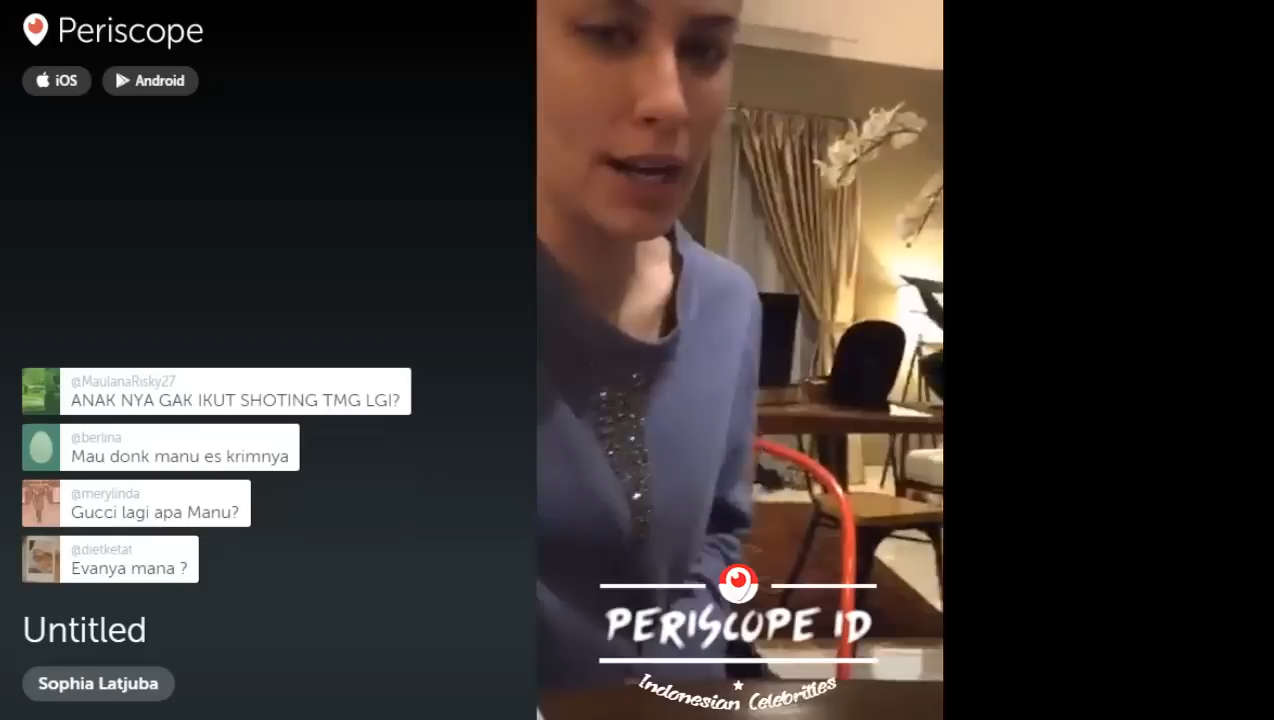 Periscope
iOS
Android
@MaulanaRisky27
ANAK NYA GAK IKUT SHOTING TMG LGI?
@berlina
Mau donk manu es krimnya
@merylinda
Gucci lagi apa Manu?
@dietketat
Evanya mana ?
Untitled
Sophia Latjuba
PERISCOPE ID
Indonesian Celebrities